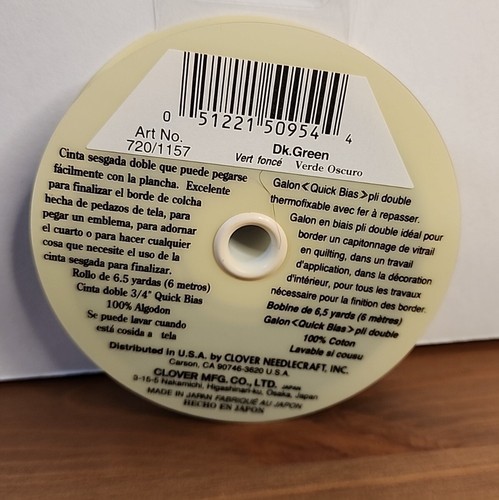 0 51221 50954 4
Art No.
720/1157
Dk.Green
Vert foncé Verde Oscuro
Cinta sesgada doble que puede pegarse
fácilmente con la plancha. Excelente
para finalizar el borde de colcha
hecha de pedazos de tela, para
pegar un emblema, para adornar
el cuarto o para hacer cualquier
cosa que necesite el uso de la
cinta sesgada para finalizar.
Rollo de 6.5 yardas (6 metros)
Cinta doble 3/4" Quick Bias
100% Algodon
Se puede lavar cuando
está cosida a tela
Galon <Quick Bias> pli double
thermofixable avec fer à repasser.
Galon en biais pli double idéal pour
border un capitonnage de vitrail
en quilting, dans un travail
d'application, dans la décoration
d'intérieur, pour tous les travaux
nécessaire pour la finition des border.
Bobine de 6,5 yards (6 mètres)
Galon <Quick Bias> pli double
100% Coton
Lavable si cousu
Distributed in U.S.A. by CLOVER NEEDLECRAFT, INC.
Carson, CA 90746-3620 U.S.A.
CLOVER MFG. CO., LTD. Japan
3-15-5 Nakamichi, Higashinari-ku, Osaka, Japan
MADE IN JAPAN FABRIQUÉ AU JAPON
HECHO EN JAPON